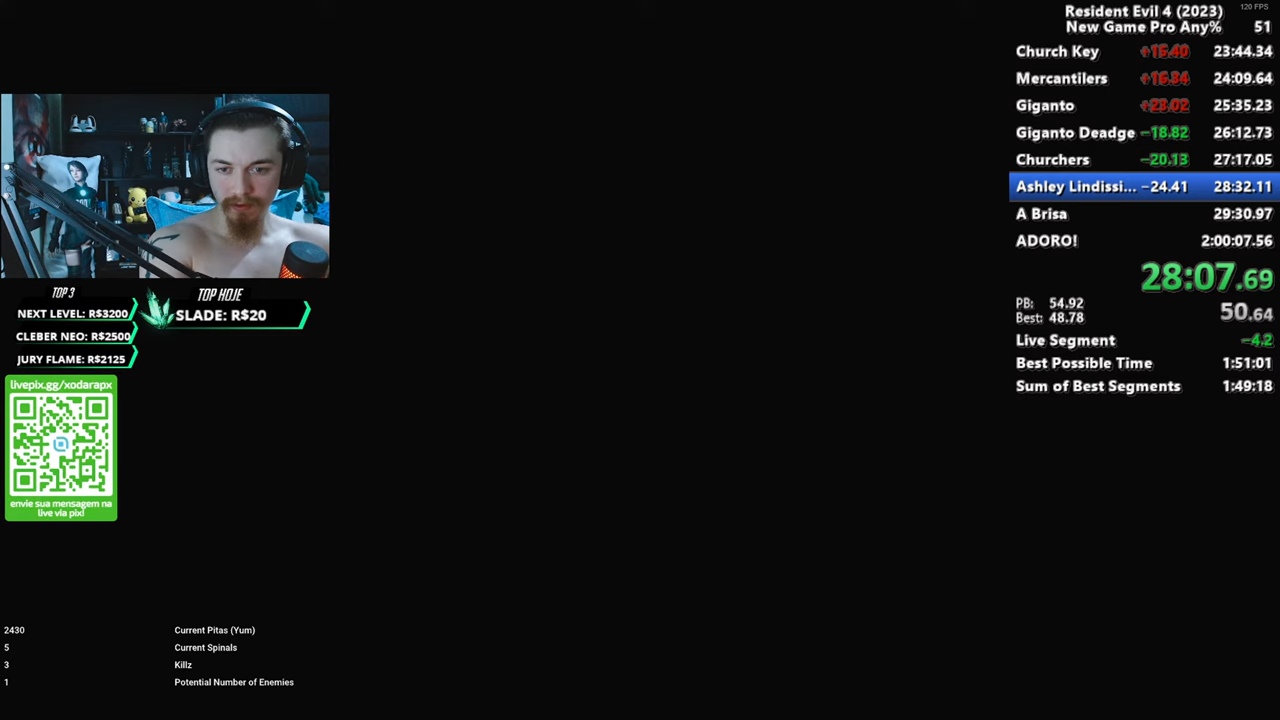 120 FPS
Resident Evil 4 (2023)
New Game Pro Any% 51
Church Key +15.40 23:44.34
Mercantilers +16.34 24:09.64
Giganto +23.02 25:35.23
Giganto Deadge −18.82 26:12.73
Churchers −20.13 27:17.05
Ashley Lindissi... −24.41 28:32.11
A Brisa 29:30.97
ADORO! 2:00:07.56
28:07.69
PB: 54.92
Best: 48.78
50.64
Live Segment −4.2
Best Possible Time 1:51:01
Sum of Best Segments 1:49:18
TOP 3
NEXT LEVEL: R$3200
CLEBER NEO: R$2500
JURY FLAME: R$2125
TOP HOJE
SLADE: R$20
livepix.gg/xodarapx
envie sua mensagem na
live via pix!
2430 Current Pitas (Yum)
5 Current Spinals
3 Killz
1 Potential Number of Enemies